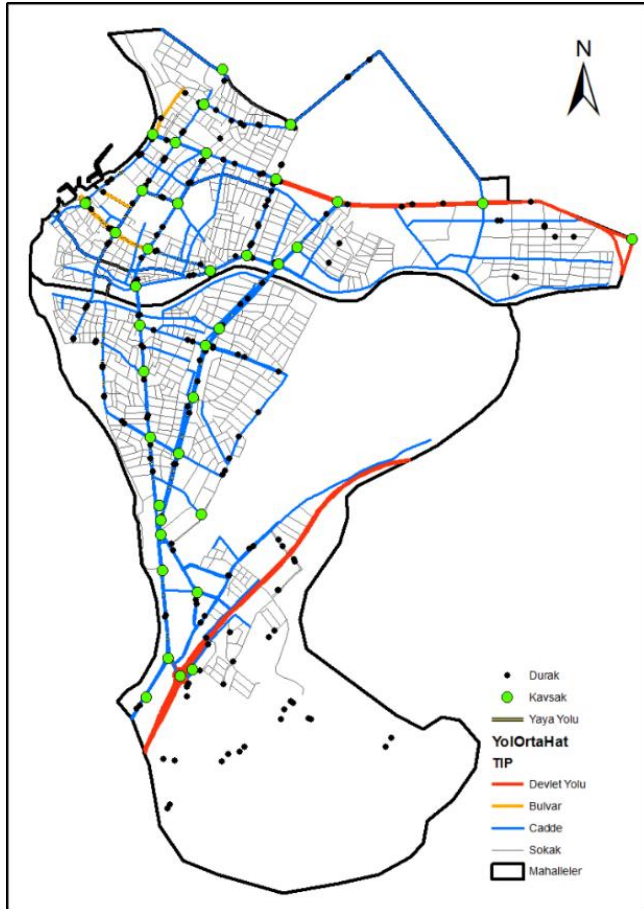 N
Durak
Kavsak
Yaya Yolu
YolOrtaHat
TIP
Devlet Yolu
Bulvar
Cadde
Sokak
Mahalleler